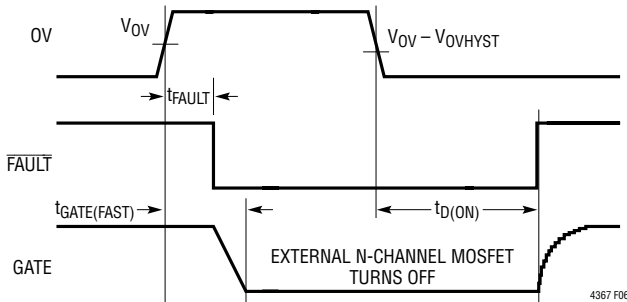 OV
V_OV
V_OV – V_OVHYST
t_FAULT
FAULT
t_GATE(FAST)
t_D(ON)
GATE
EXTERNAL N-CHANNEL MOSFET
TURNS OFF
4367 F06